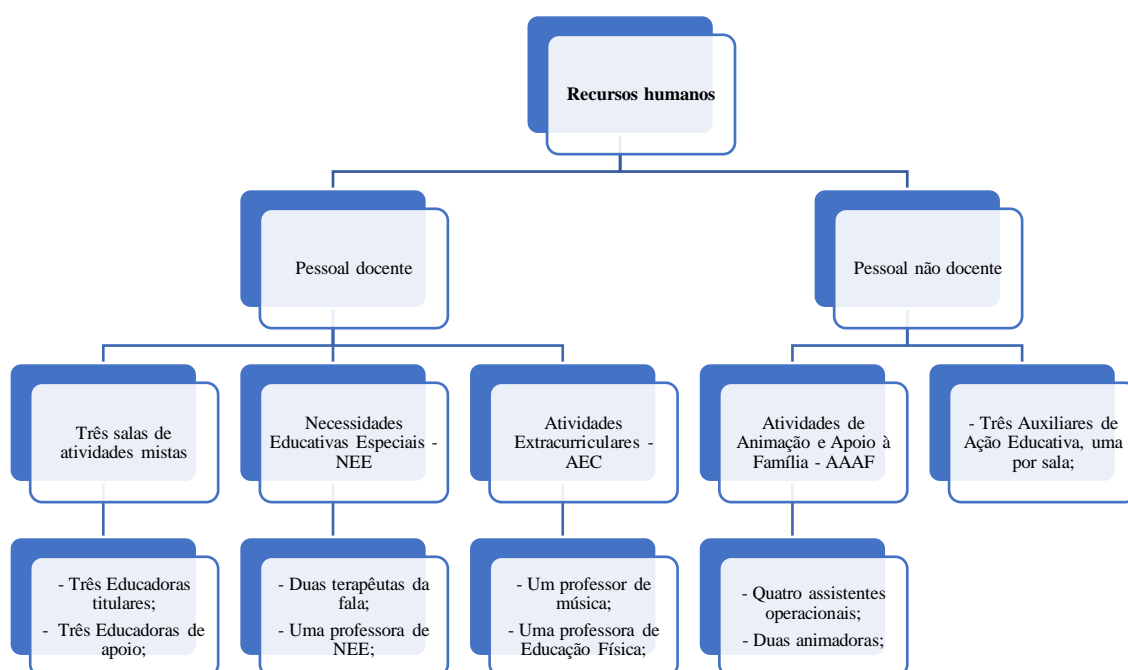 Recursos humanos
Pessoal docente
Pessoal não docente
Três salas de
atividades mistas
Necessidades
Educativas Especiais -
NEE
Atividades
Extracurriculares -
AEC
Atividades de
Animação e Apoio à
Família - AAAF
- Três Auxiliares de
Ação Educativa, uma
por sala;
- Três Educadoras
titulares;
- Três Educadoras de
apoio;
- Duas terapêutas da
fala;
- Uma professora de
NEE;
- Um professor de
música;
- Uma professora de
Educação Física;
- Quatro assistentes
operacionais;
- Duas animadoras;